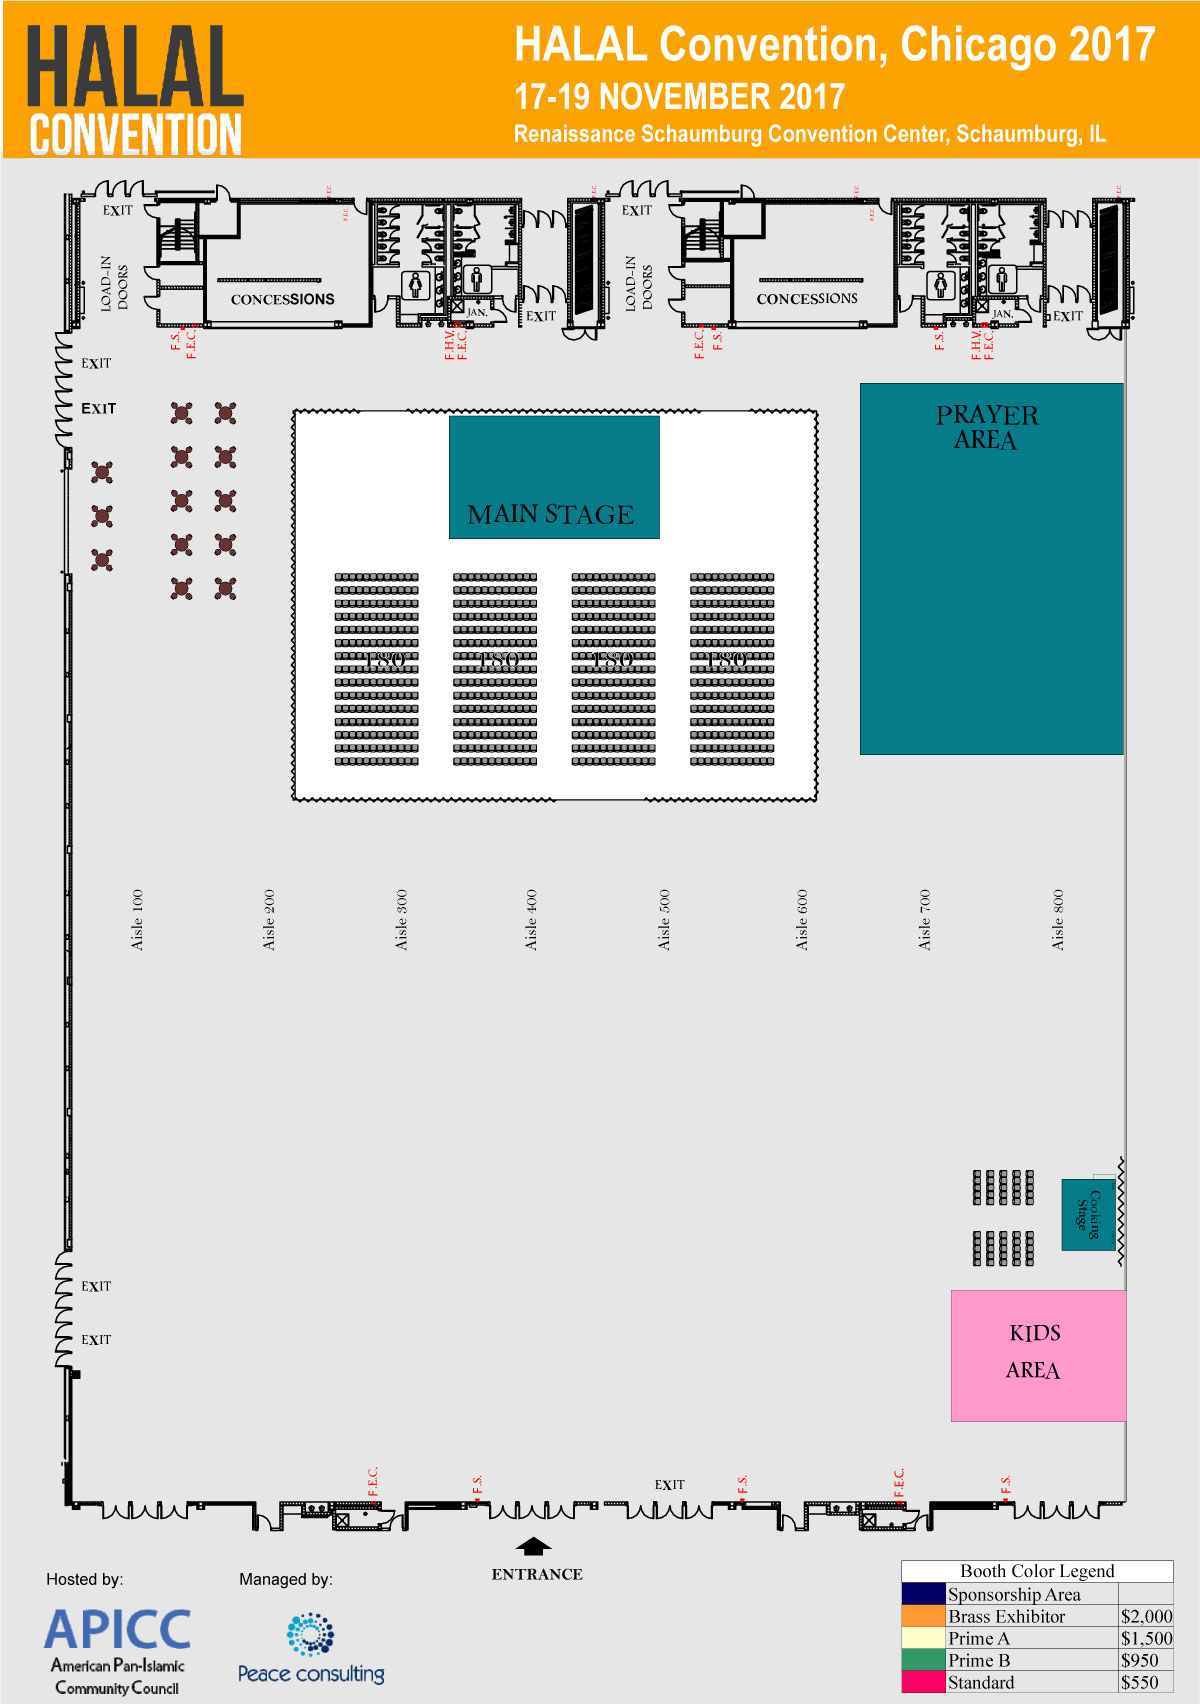 HALAL
CONVENTION
HALAL Convention, Chicago 2017
17-19 NOVEMBER 2017
Renaissance Schaumburg Convention Center, Schaumburg, IL
F.E.C.
F.E.C.
F.E.C.
F.E.C.
F.E.C.
F.E.C.
EXIT
EXIT
LOAD-IN
DOORS
LOAD-IN
DOORS
CONCESSIONS
CONCESSIONS
JAN.
EXIT
JAN.
EXIT
F.S.
F.E.C.
F.H.V.
F.E.C.
F.E.C.
F.S.
F.S.
F.H.V.
F.E.C.
EXIT
EXIT
PRAYER
AREA
MAIN STAGE
180
180
180
180
Aisle 100
Aisle 200
Aisle 300
Aisle 400
Aisle 500
Aisle 600
Aisle 700
Aisle 800
Cooking
Stage
EXIT
EXIT
KIDS
AREA
F.E.C.
F.S.
EXIT
F.S.
F.E.C.
F.S.
ENTRANCE
Hosted by:
APICC
American Pan-Islamic
Community Council
Managed by:
Peace consulting
Booth Color Legend
Sponsorship Area
Brass Exhibitor $2,000
Prime A $1,500
Prime B $950
Standard $550